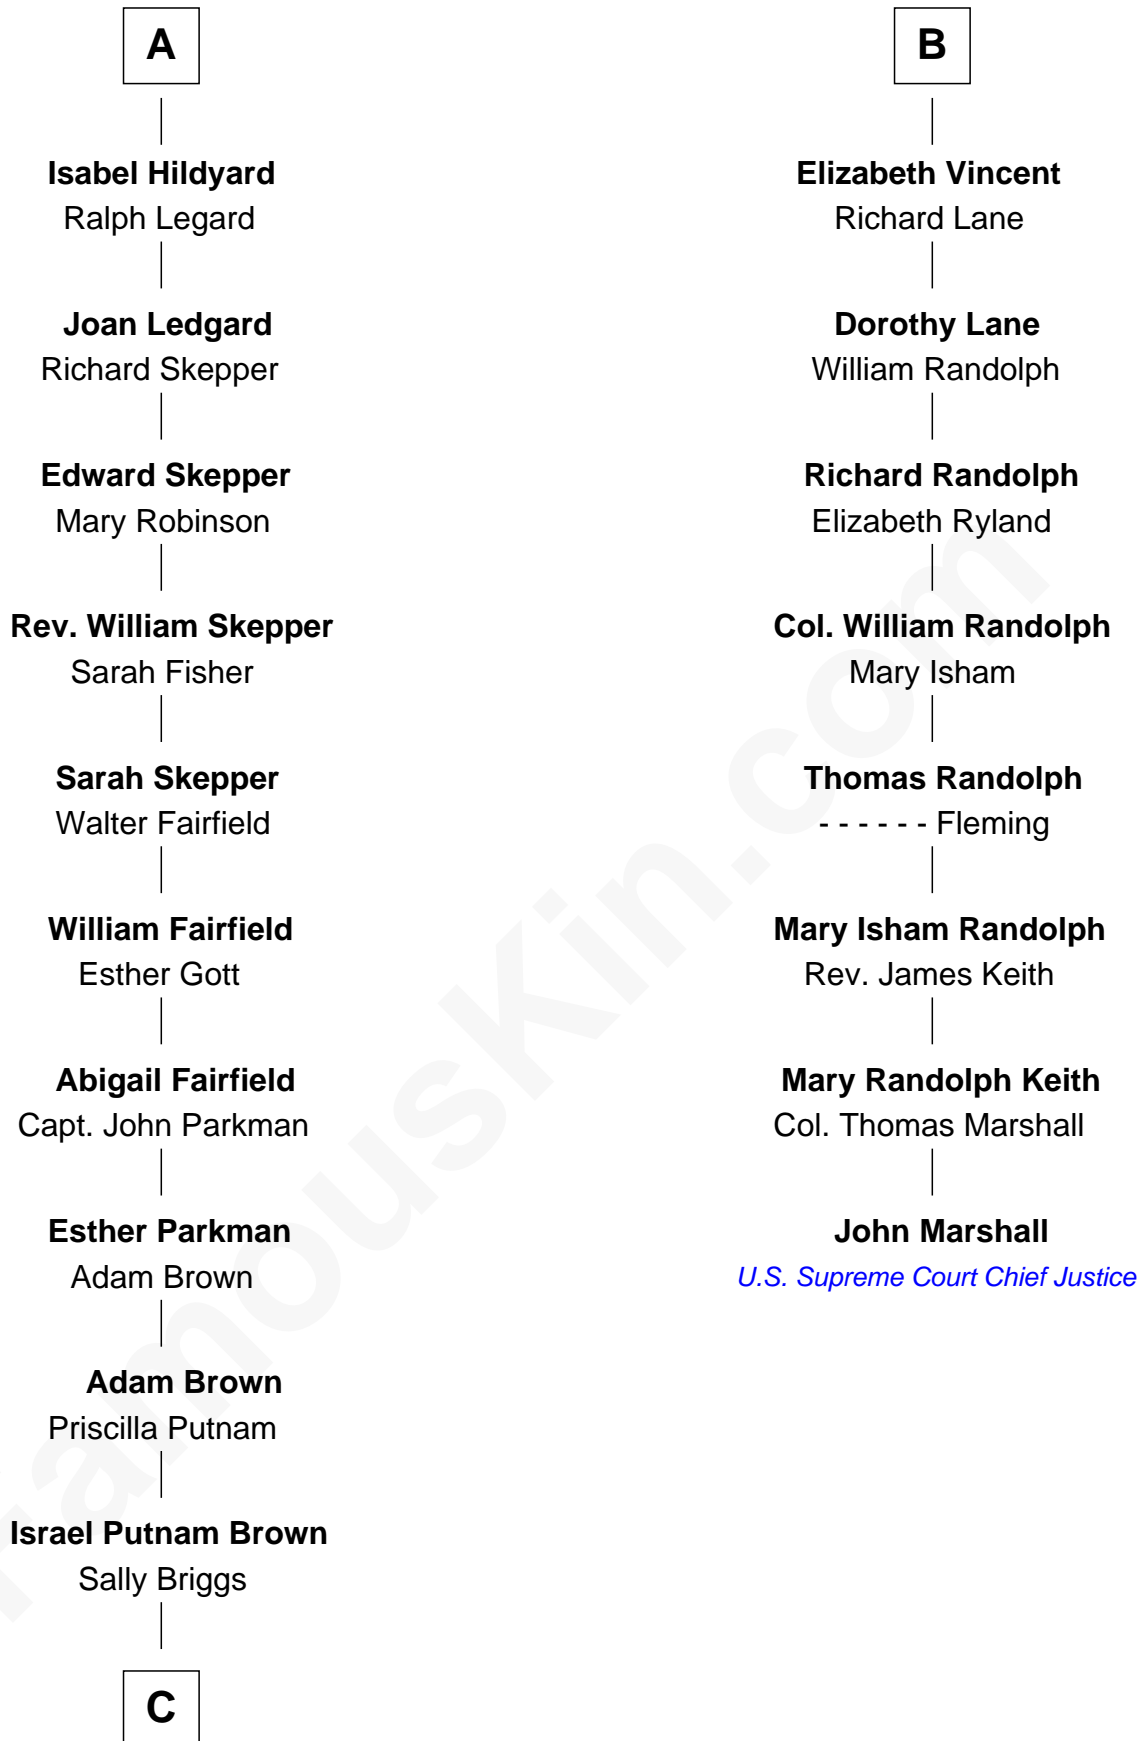 A
Isabel Hildyard
Ralph Legard
Joan Ledgard
Richard Skepper
Edward Skepper
Mary Robinson
Rev. William Skepper
Sarah Fisher
Sarah Skepper
Walter Fairfield
William Fairfield
Esther Gott
Abigail Fairfield
Capt. John Parkman
Esther Parkman
Adam Brown
Adam Brown
Priscilla Putnam
Israel Putnam Brown
Sally Briggs
C
B
Elizabeth Vincent
Richard Lane
Dorothy Lane
William Randolph
Richard Randolph
Elizabeth Ryland
Col. William Randolph
Mary Isham
Thomas Randolph
- - - - - - Fleming
Mary Isham Randolph
Rev. James Keith
Mary Randolph Keith
Col. Thomas Marshall
John Marshall
U.S. Supreme Court Chief Justice
FamousKin.com